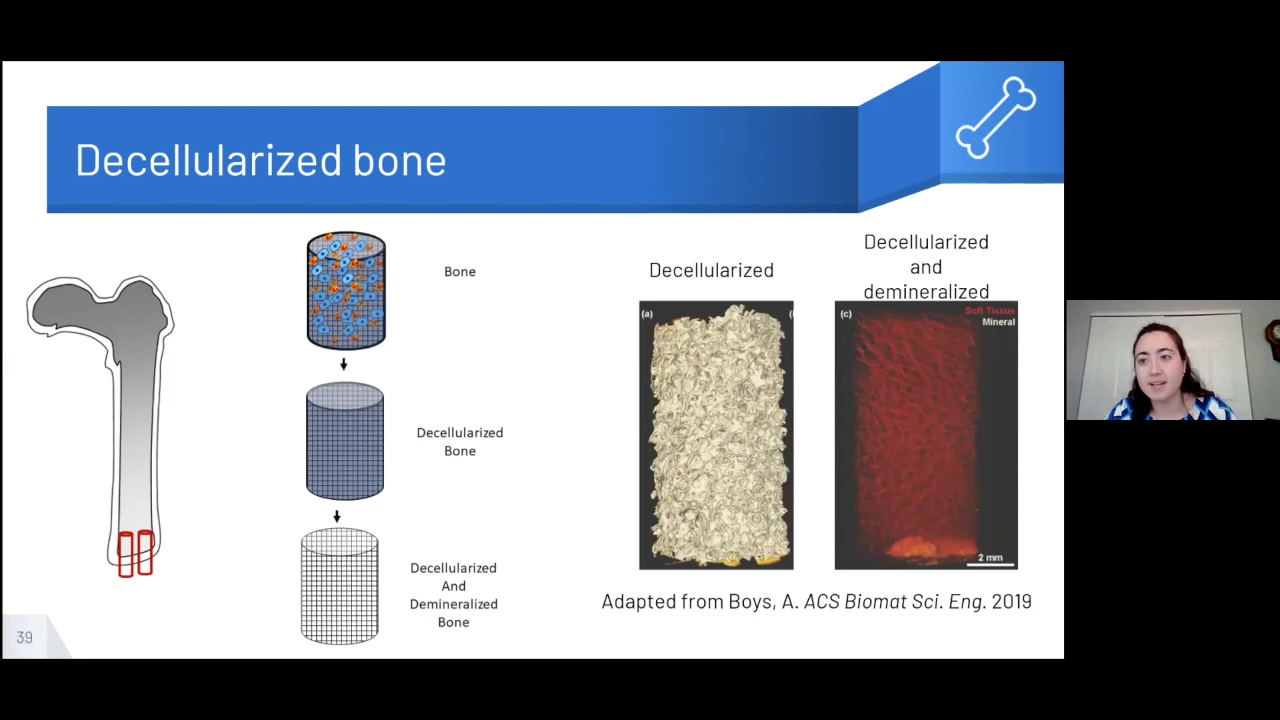 Decellularized bone
Bone
Decellularized
Bone
Decellularized
And
Demineralized
Bone
Decellularized
(a)
(
Decellularized
and
demineralized
(c)
Soft Tissue
Mineral
2 mm
Adapted from Boys, A. ACS Biomat Sci. Eng. 2019
39